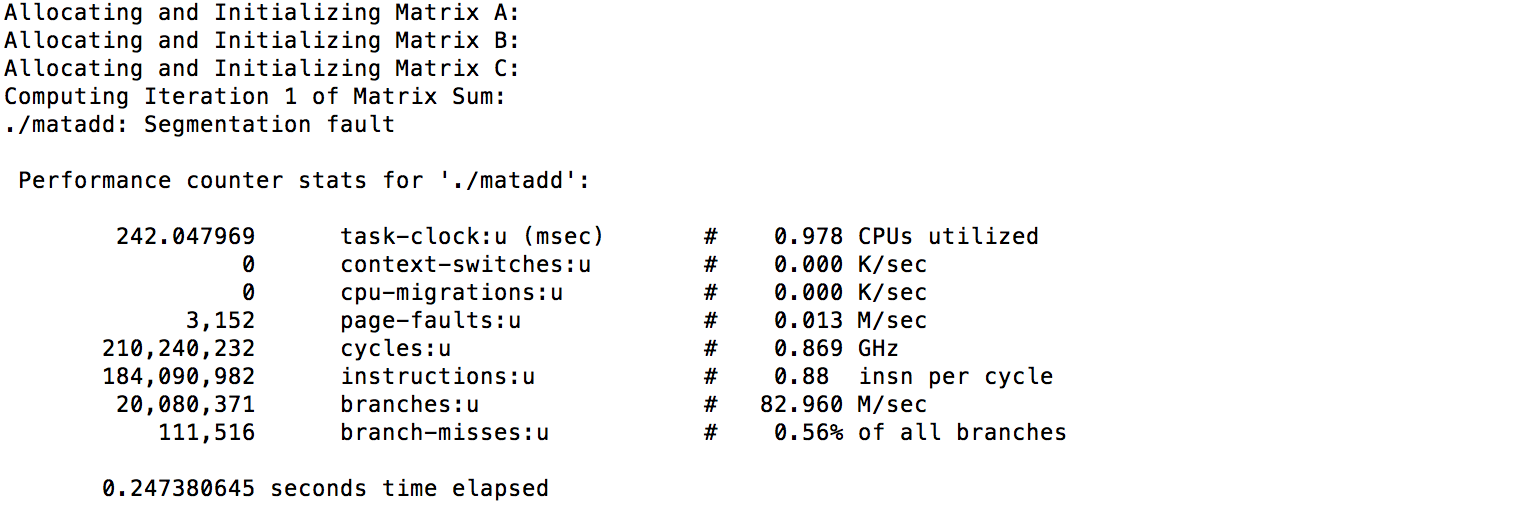 Allocating and Initializing Matrix A:
Allocating and Initializing Matrix B:
Allocating and Initializing Matrix C:
Computing Iteration 1 of Matrix Sum:
./matadd: Segmentation fault
Performance counter stats for './matadd':
242.047969 task-clock:u (msec) # 0.978 CPUs utilized
0 context-switches:u # 0.000 K/sec
0 cpu-migrations:u # 0.000 K/sec
3,152 page-faults:u # 0.013 M/sec
210,240,232 cycles:u # 0.869 GHz
184,090,982 instructions:u # 0.88 insn per cycle
20,080,371 branches:u # 82.960 M/sec
111,516 branch-misses:u # 0.56% of all branches
0.247380645 seconds time elapsed